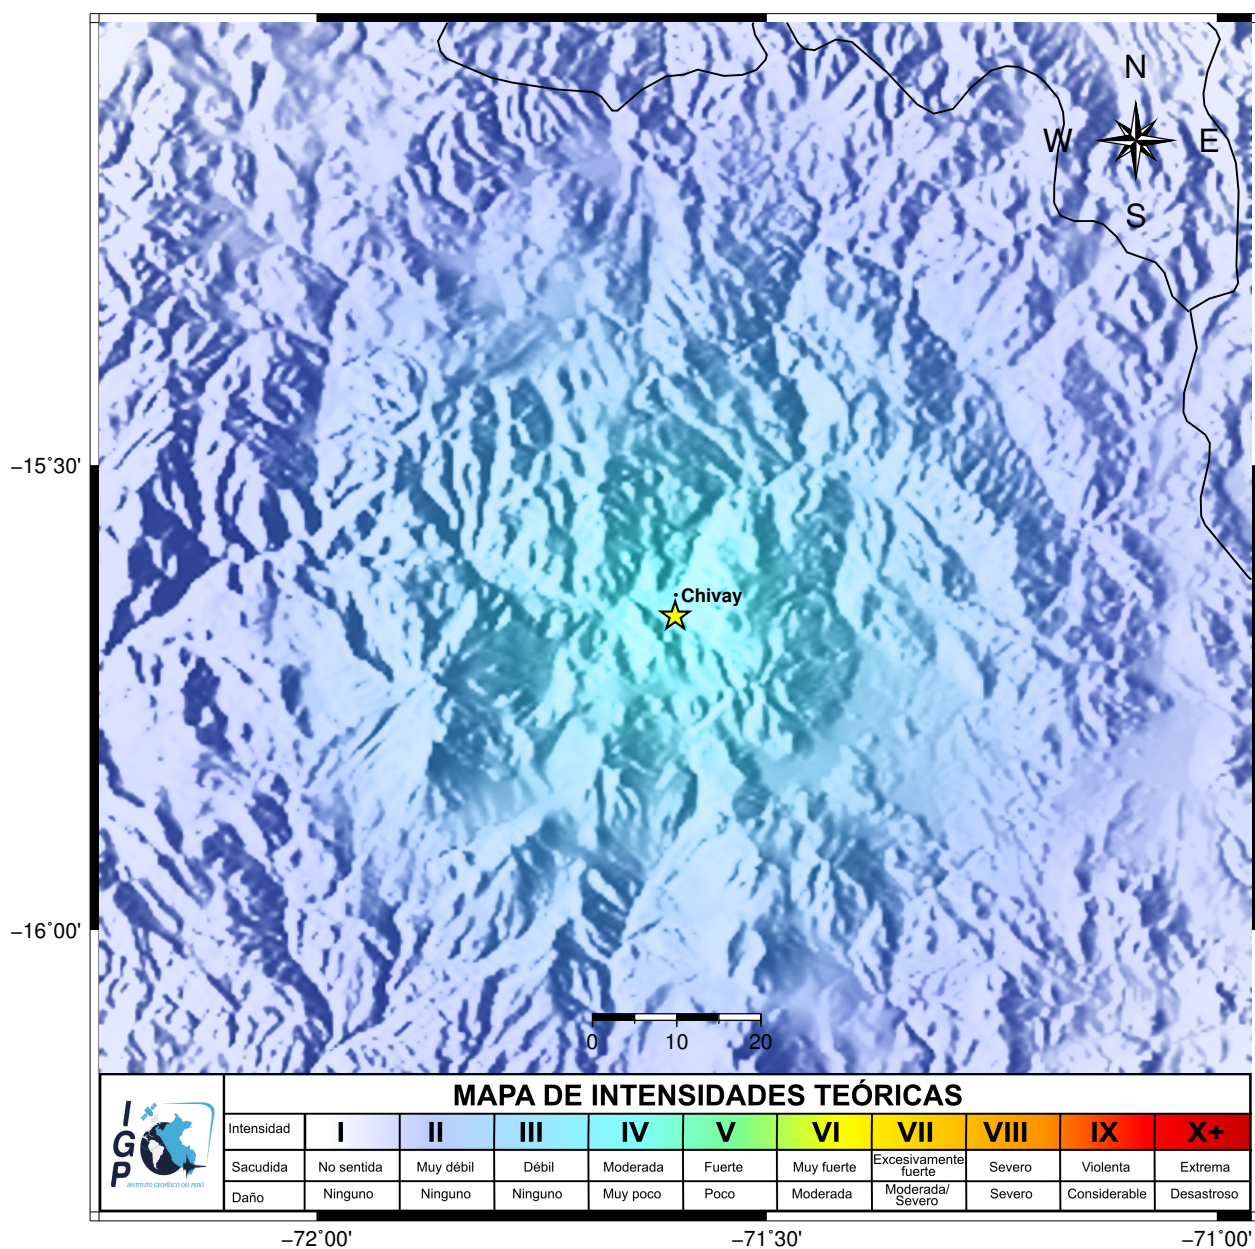 N
W E
S
−15˚30'
Chivay
−16˚00'
0 10 20
MAPA DE INTENSIDADES TEÓRICAS
I
G
P
INSTITUTO GEOFÍSICO DEL PERÚ
Intensidad I II III IV V VI VII VIII IX X+
Sacudida No sentida Muy débil Débil Moderada Fuerte Muy fuerte Excesivamente fuerte Severo Violenta Extrema
Daño Ninguno Ninguno Ninguno Muy poco Poco Moderada Moderada/ Severo Severo Considerable Desastroso
−72˚00' −71˚30' −71˚00'